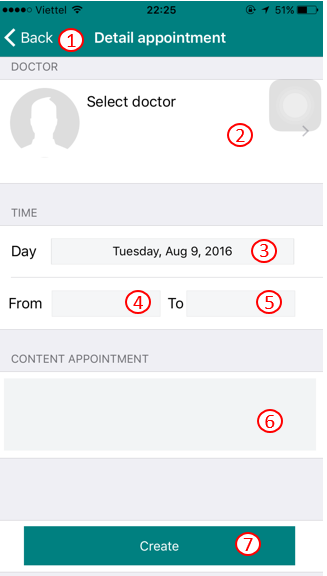 Viettel 22:25 51%
Back 1 Detail appointment
DOCTOR
Select doctor
2
TIME
Day Tuesday, Aug 9, 2016 3
From 4 To 5
CONTENT APPOINTMENT
6
Create 7